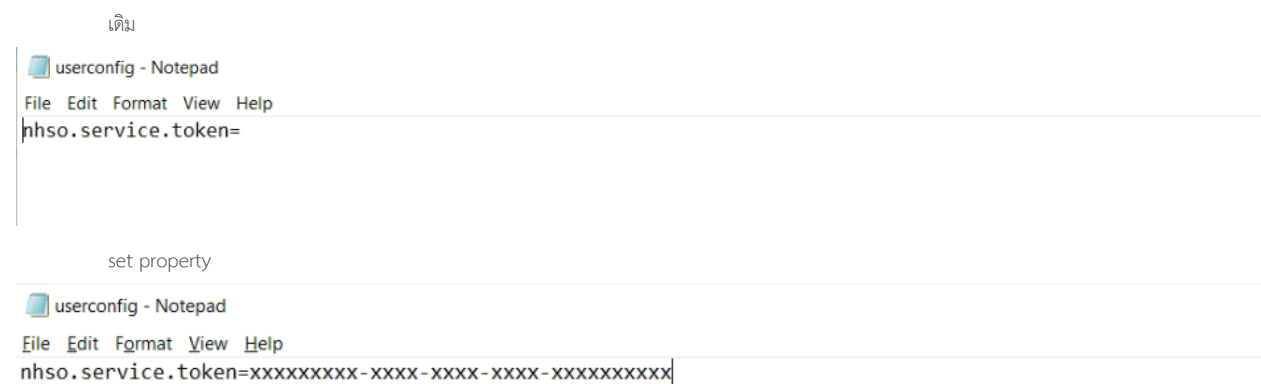 เดิม
userconfig - Notepad
File Edit Format View Help
nhso.service.token=
set property
userconfig - Notepad
File Edit Format View Help
nhso.service.token=xxxxxxxxx-xxxx-xxxx-xxxx-xxxxxxxxxx